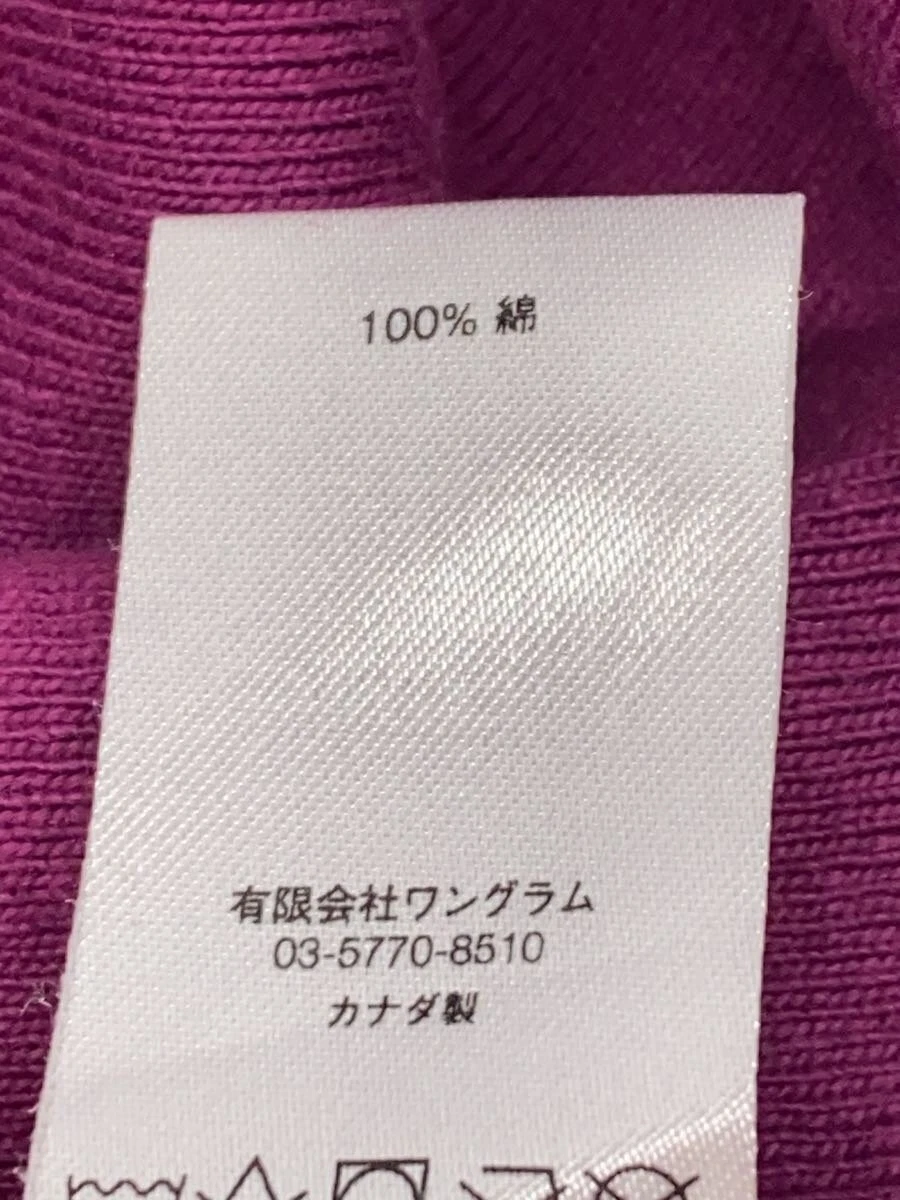 100% 綿
有限会社ワングラム
03-5770-8510
カナダ製